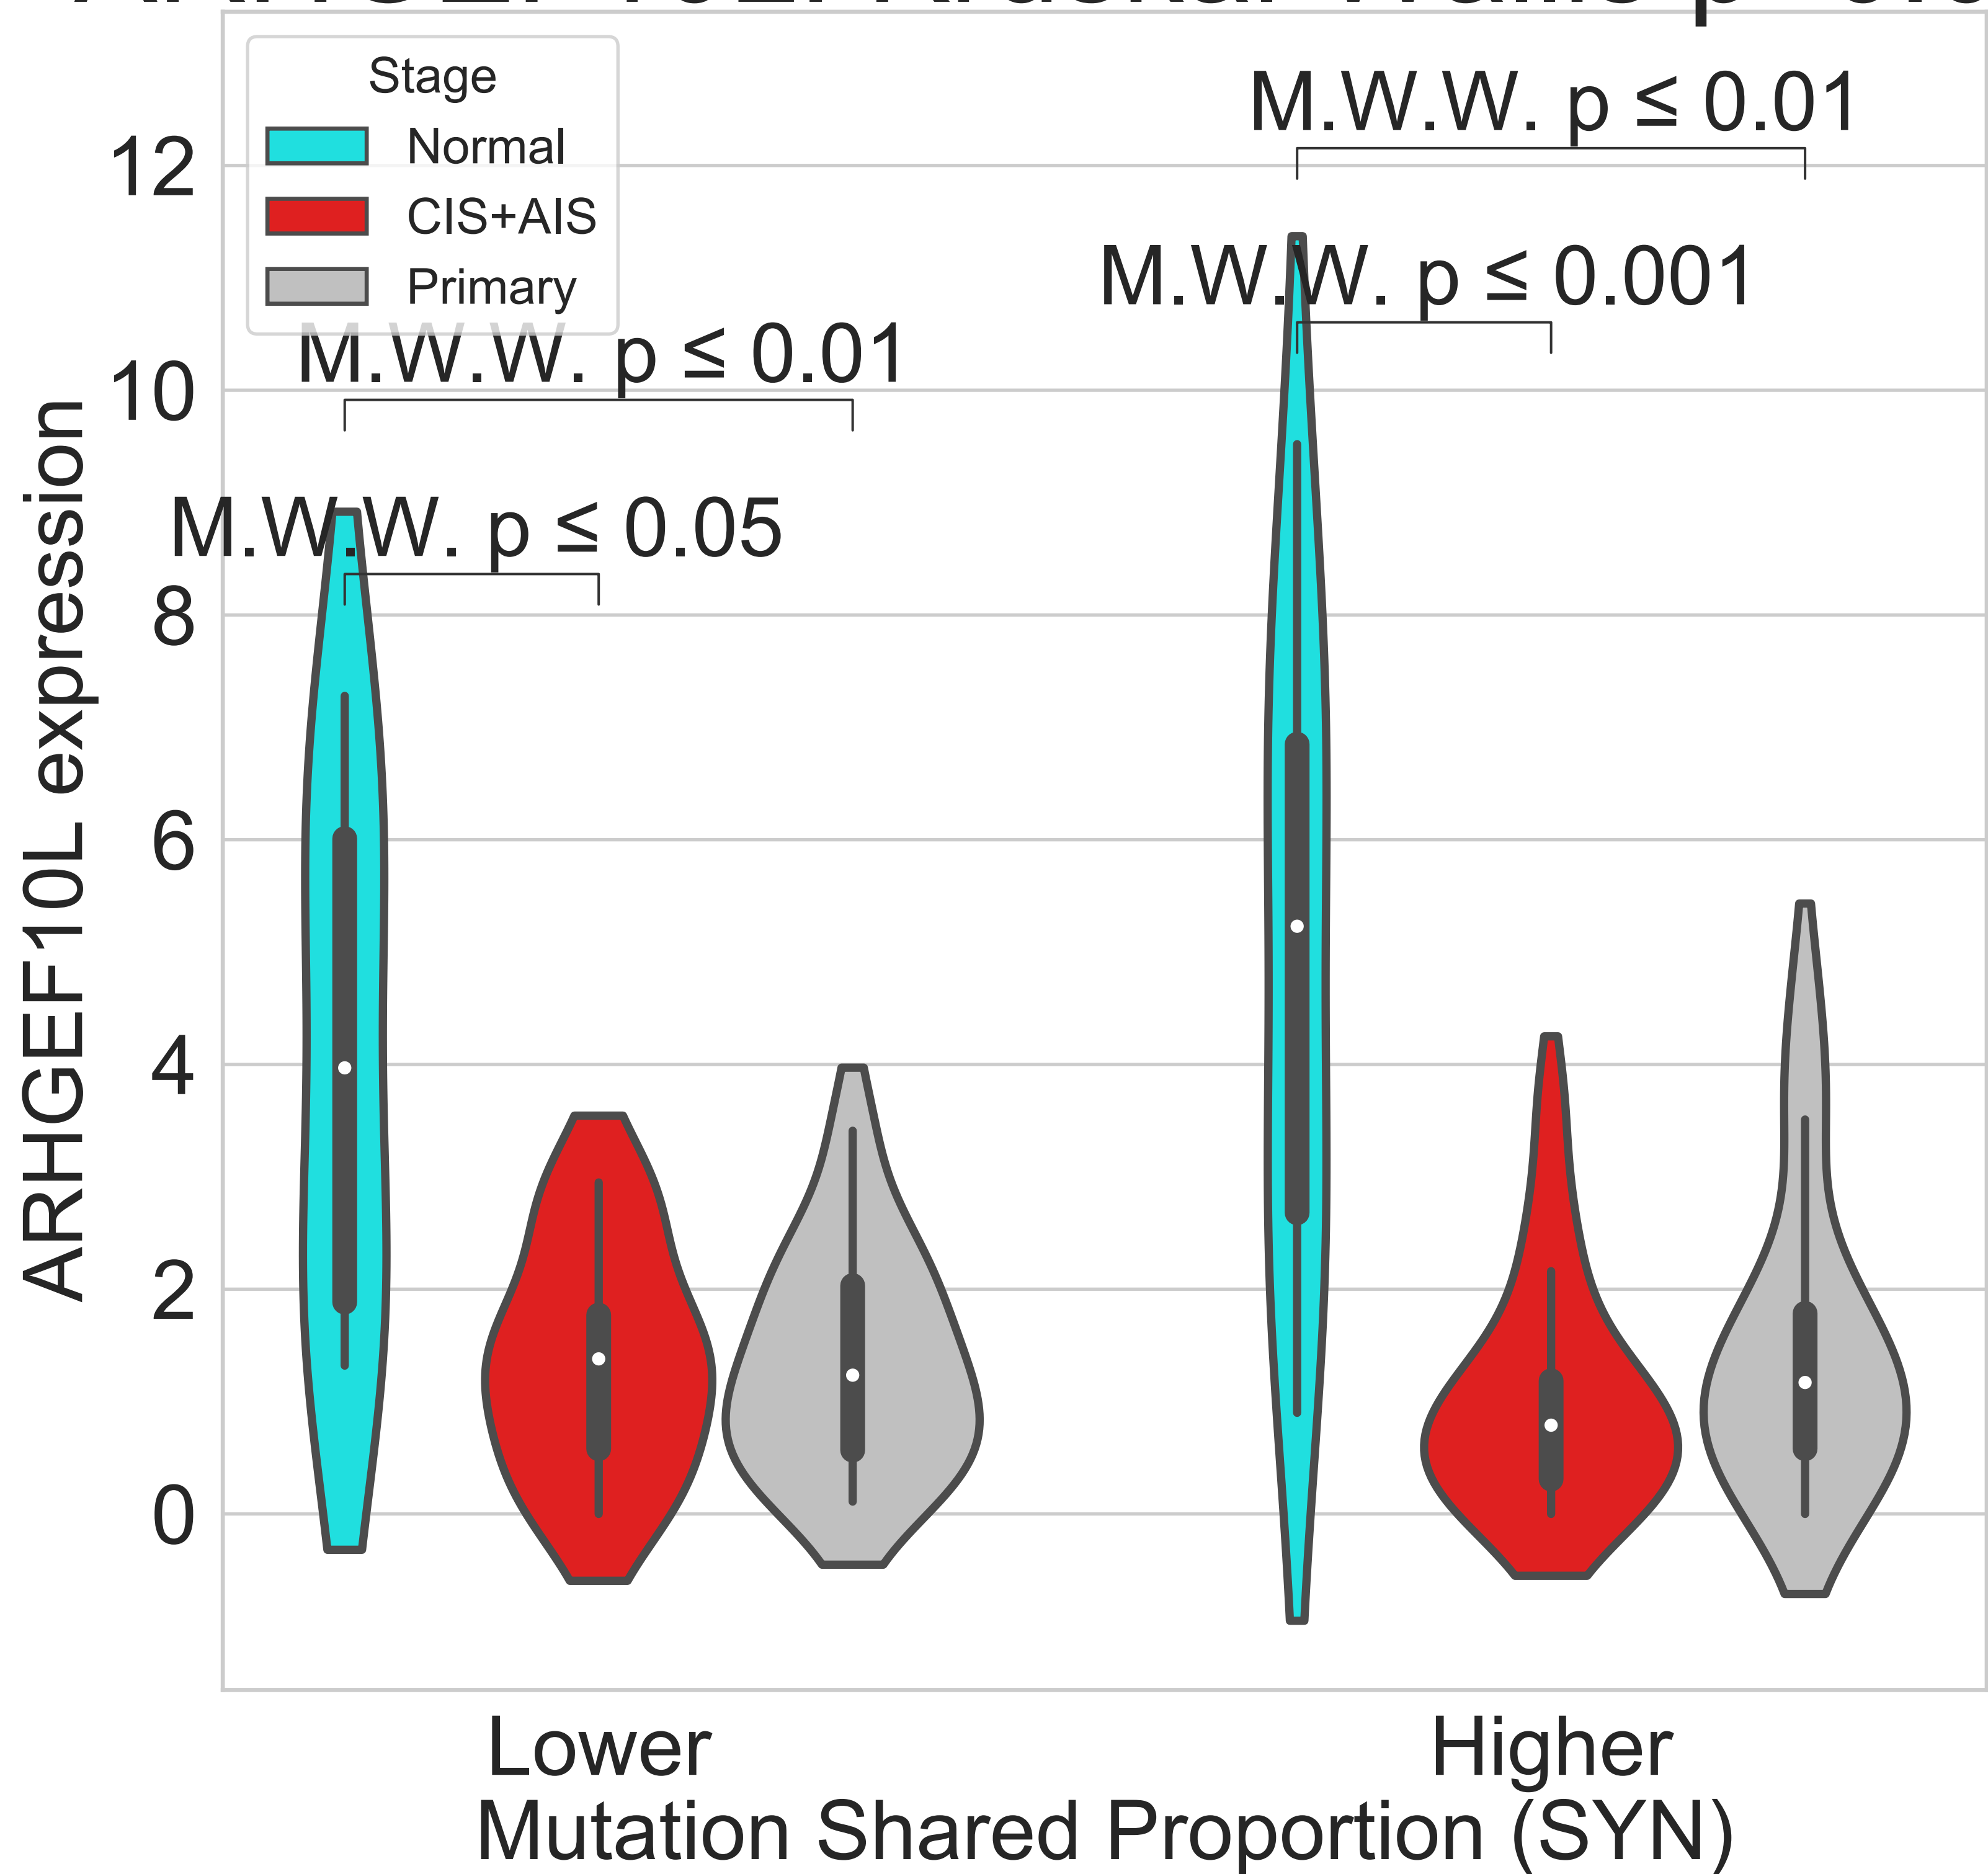 Stage
Normal
CIS+AIS
Primary
M.W.W. p ≤ 0.01
M.W.W. p ≤ 0.001
M.W.W. p ≤ 0.01
M.W.W. p ≤ 0.05
12
10
8
6
4
2
0
ARHGEF10L expression
Lower
Higher
Mutation Shared Proportion (SYN)